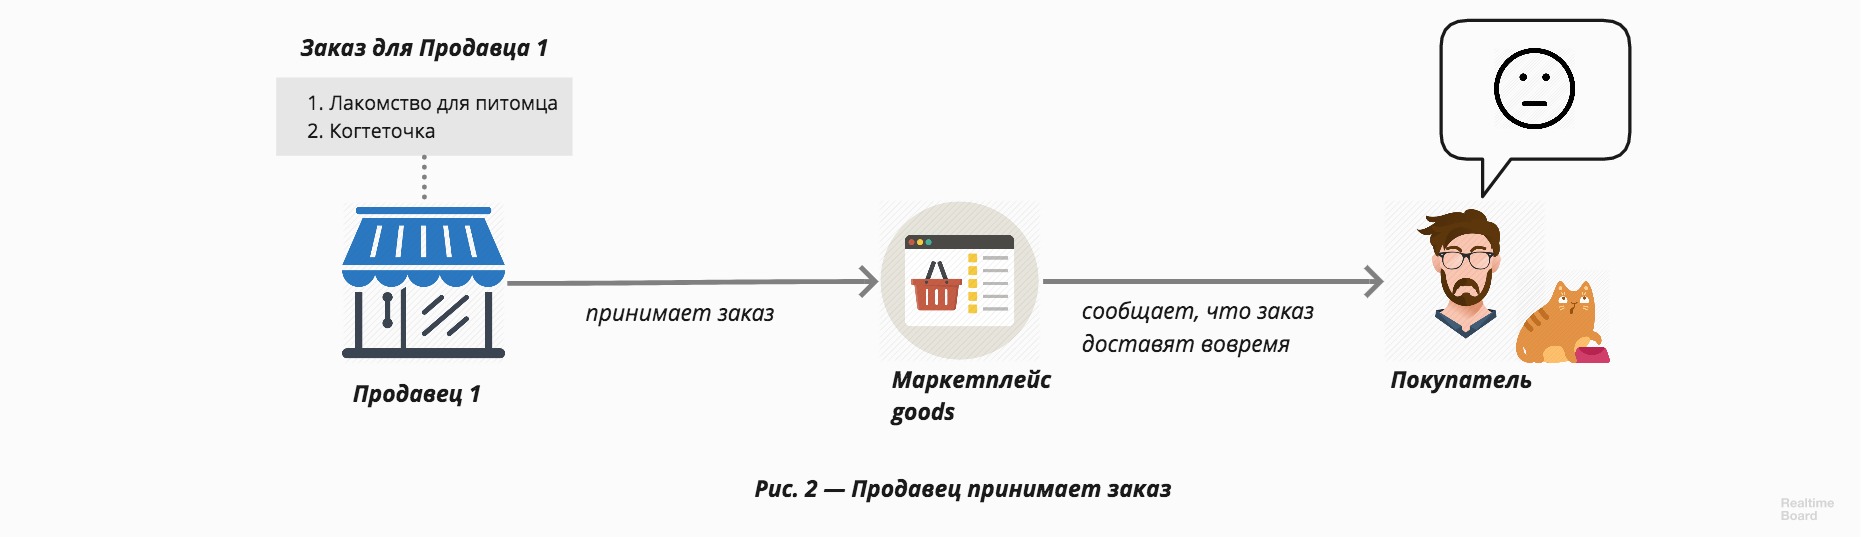 Заказ для Продавца 1
1. Лакомство для питомца
2. Когтеточка
принимает заказ
сообщает, что заказ
доставят вовремя
Продавец 1
Маркетплейс
goods
Покупатель
Рис. 2 — Продавец принимает заказ
Realtime
Board